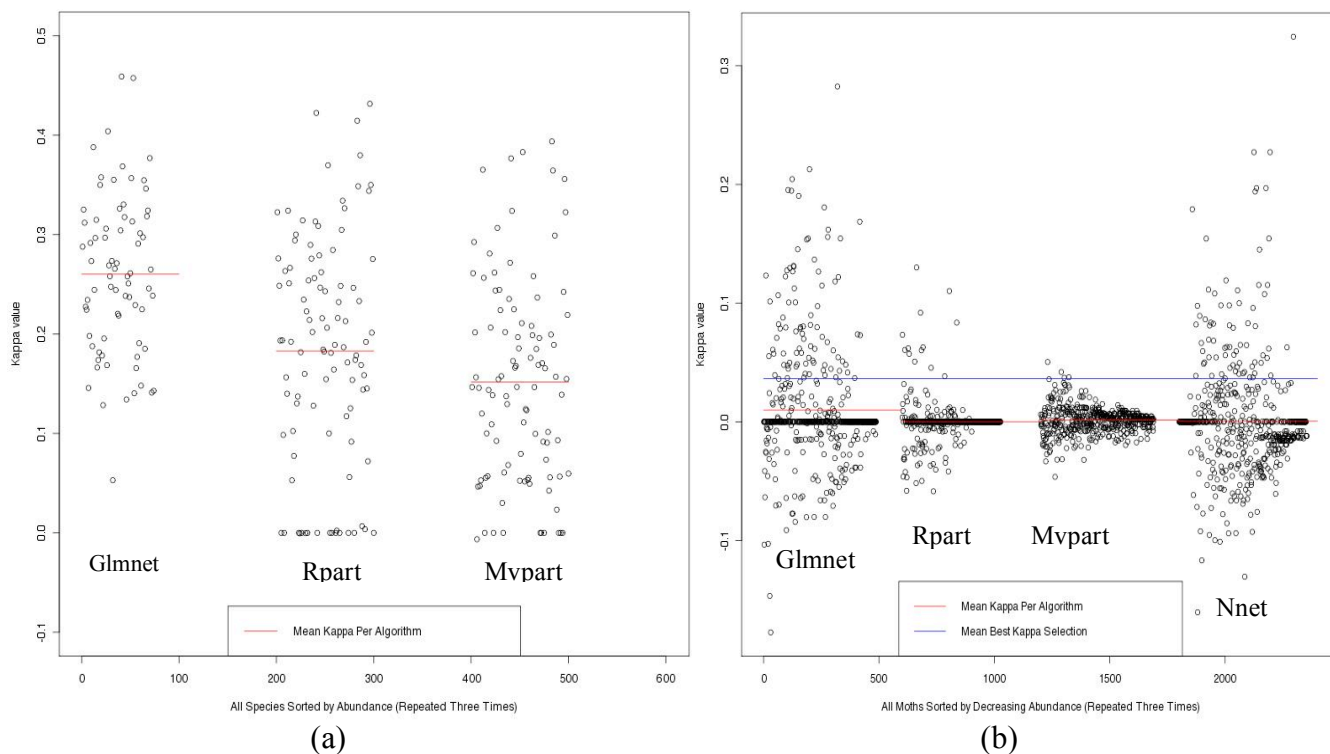 0.5
0.4
0.3
0.2
0.1
0.0
-0.1
Kappa value
Glmnet
Rpart
Mvpart
Mean Kappa Per Algorithm
0 100 200 300 400 500 600
All Species Sorted by Abundance (Repeated Three Times)
(a)
0.3
0.2
0.1
0.0
-0.1
Kappa value
Glmnet
Rpart
Mvpart
Nnet
Mean Kappa Per Algorithm
Mean Best Kappa Selection
0 500 1000 1500 2000
All Moths Sorted by Decreasing Abundance (Repeated Three Times)
(b)